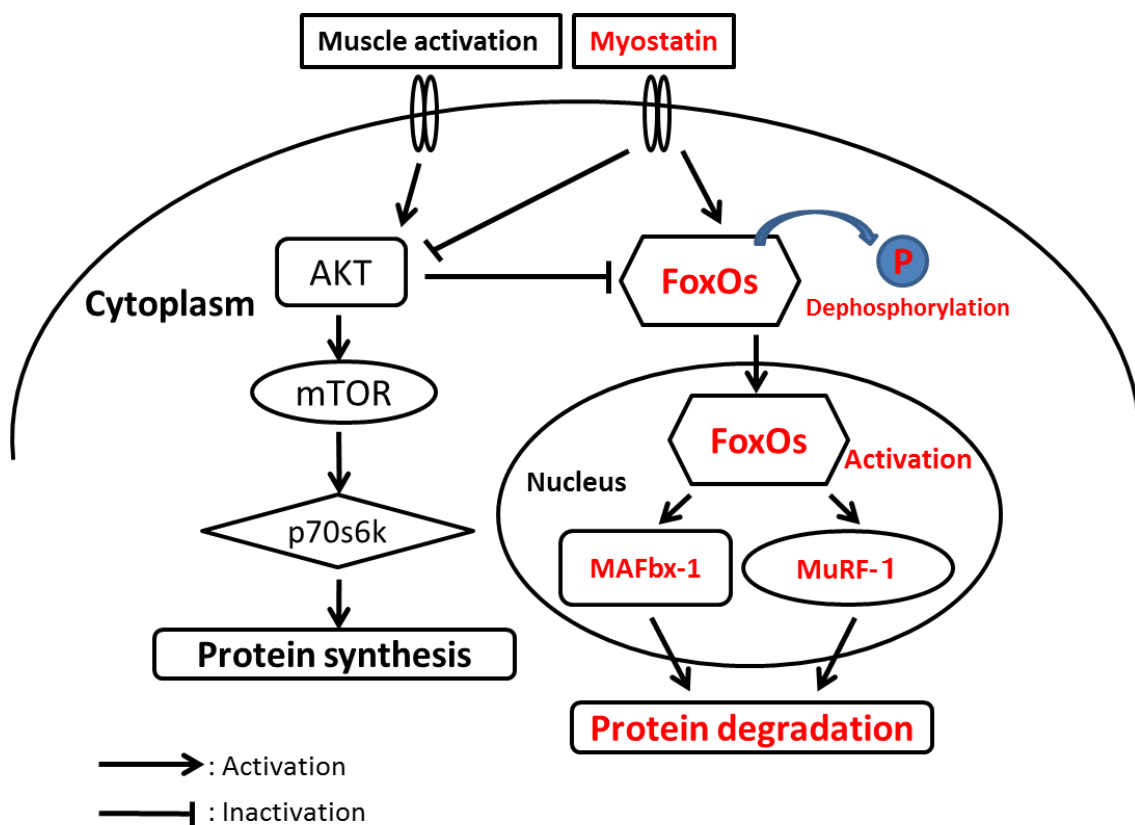 Muscle activation
Myostatin
AKT
FoxOs
P
Dephosphorylation
Cytoplasm
mTOR
FoxOs
Activation
Nucleus
p70s6k
MAFbx-1
MuRF-1
Protein synthesis
Protein degradation
: Activation
: Inactivation